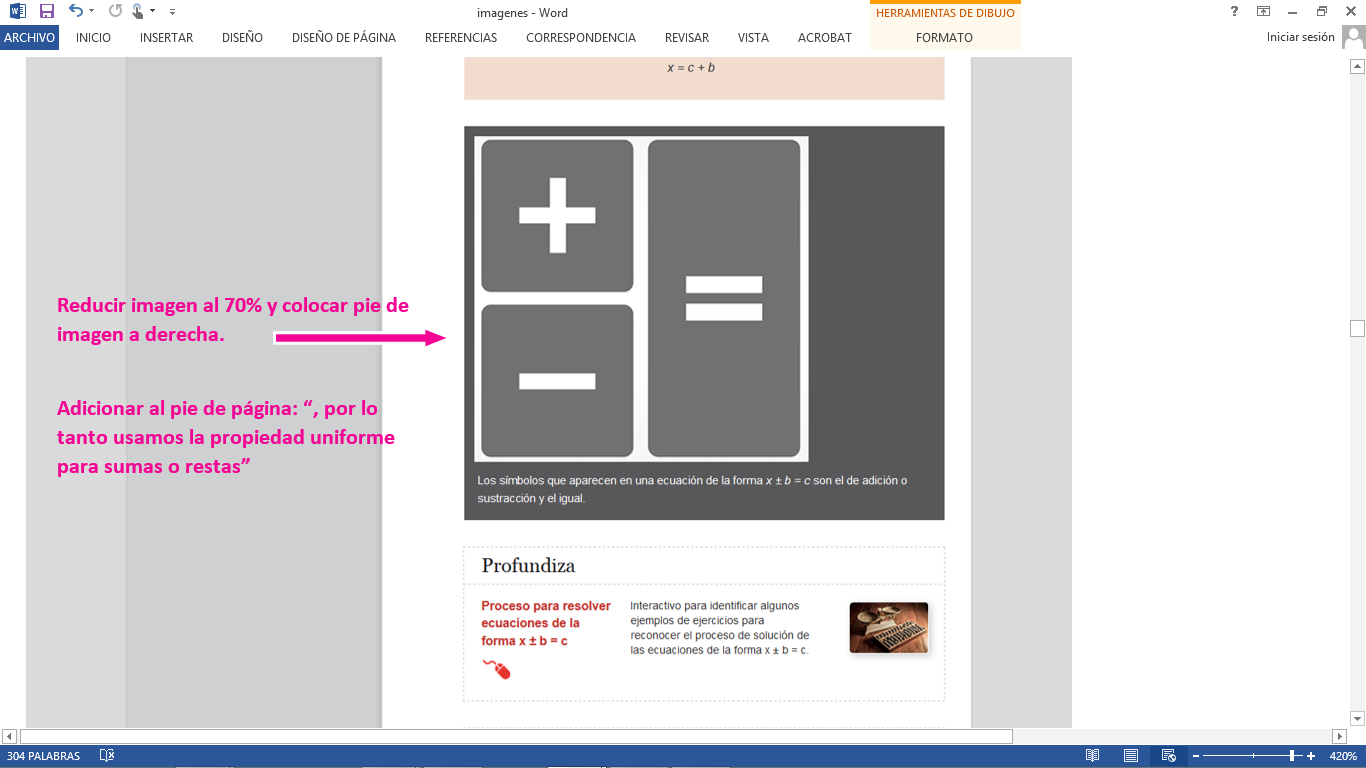 imagenes - Word
HERRAMIENTAS DE DIBUJO
?
ARCHIVO INICIO INSERTAR DISEÑO DISEÑO DE PÁGINA REFERENCIAS CORRESPONDENCIA REVISAR VISTA ACROBAT FORMATO Iniciar sesión
x = c + b
+
=
−
Reducir imagen al 70% y colocar pie de
imagen a derecha.
Adicionar al pie de página: “, por lo
tanto usamos la propiedad uniforme
para sumas o restas”
Los símbolos que aparecen en una ecuación de la forma x ± b = c son el de adición o
sustracción y el igual.
Profundiza
Proceso para resolver
ecuaciones de la
forma x ± b = c
Interactivo para identificar algunos
ejemplos de ejercicios para
reconocer el proceso de solución de
las ecuaciones de la forma x ± b = c.
304 PALABRAS
420%